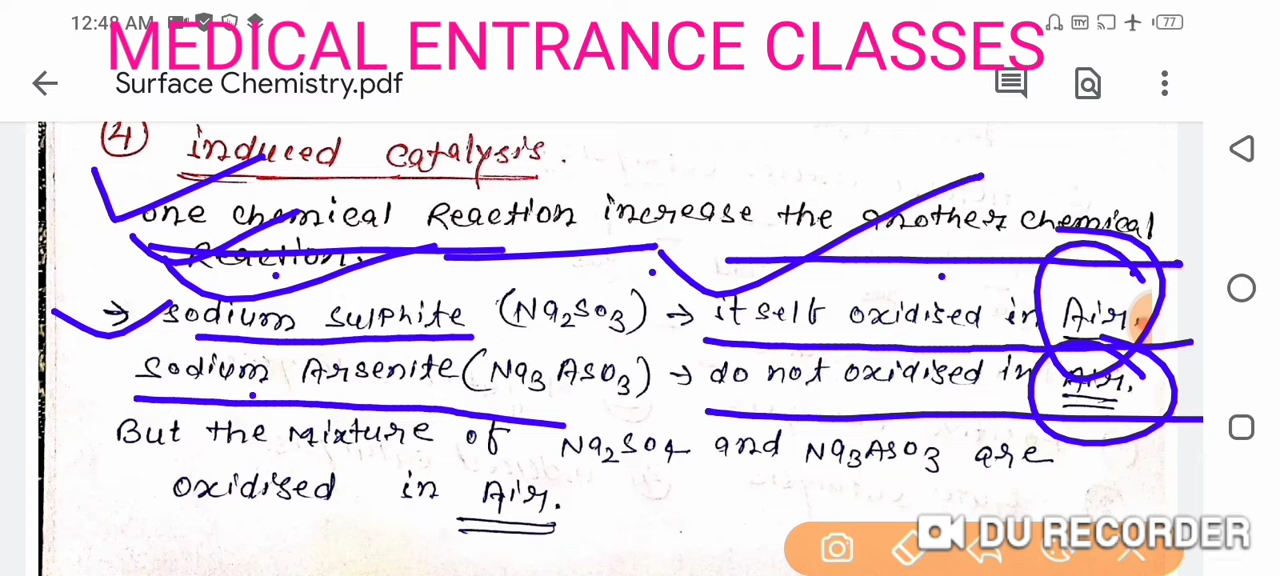 12:48 AM
77
MEDICAL ENTRANCE CLASSES
Surface Chemistry.pdf
(4) induced catalysis.
one chemical Reaction increase the another chemical
Reaction.
→ sodium sulphite (Na2SO3) → itself oxidised in Air.
sodium Arsenite (Na3AsO3) → do not oxidised in Air.
But the Mixture of Na2SO4 and Na3AsO3 are
oxidised in Air.
DU RECORDER